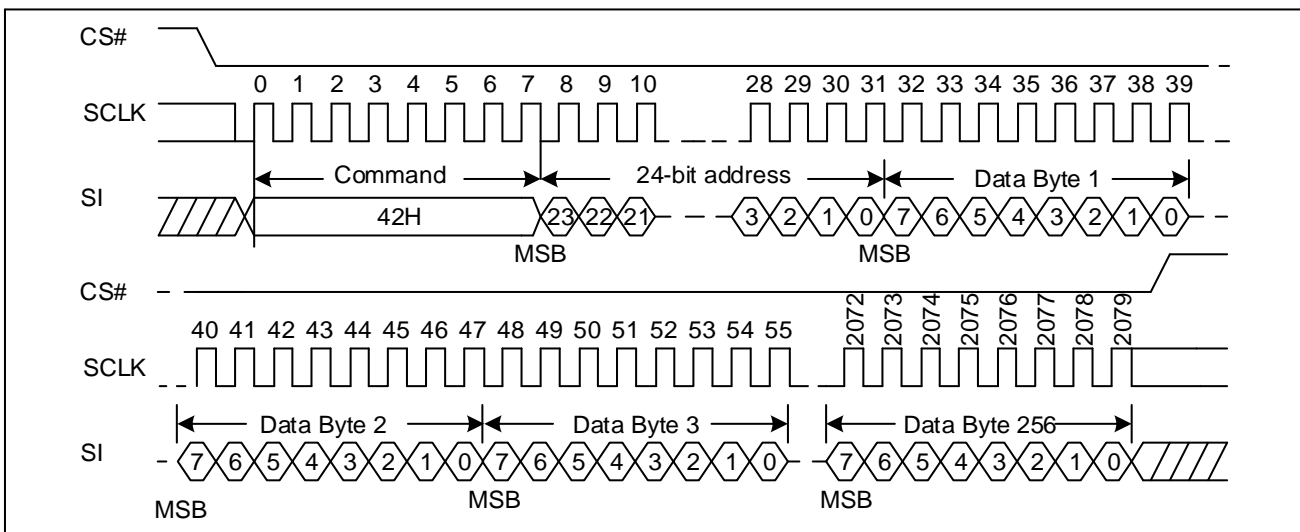 CS#
0 1 2 3 4 5 6 7 8 9 10 28 29 30 31 32 33 34 35 36 37 38 39
SCLK
Command 24-bit address Data Byte 1
SI
42H 23 22 21 3 2 1 0 7 6 5 4 3 2 1 0
MSB MSB
CS#
40 41 42 43 44 45 46 47 48 49 50 51 52 53 54 55 2072 2073 2074 2075 2076 2077 2078 2079
SCLK
Data Byte 2 Data Byte 3 Data Byte 256
SI
7 6 5 4 3 2 1 0 7 6 5 4 3 2 1 0 7 6 5 4 3 2 1 0
MSB MSB MSB